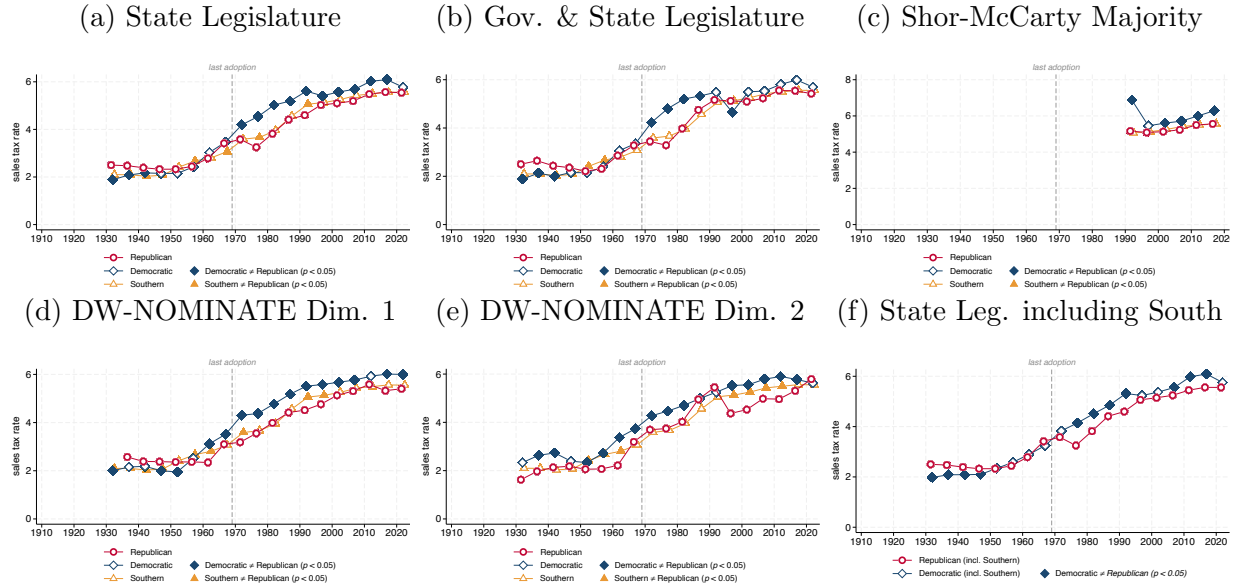 (a) State Legislature
(b) Gov. & State Legislature
(c) Shor-McCarty Majority
last adoption
sales tax rate
6
4
2
0
1910 1920 1930 1940 1950 1960 1970 1980 1990 2000 2010 2020
Republican
Democratic
Democratic ≠ Republican (p < 0.05)
Southern
Southern ≠ Republican (p < 0.05)
last adoption
sales tax rate
6
4
2
0
1910 1920 1930 1940 1950 1960 1970 1980 1990 2000 2010 2020
Republican
Democratic
Democratic ≠ Republican (p < 0.05)
Southern
Southern ≠ Republican (p < 0.05)
last adoption
sales tax rate
8
6
4
2
0
1910 1920 1930 1940 1950 1960 1970 1980 1990 2000 2010 202
Republican
Democratic
Democratic ≠ Republican (p < 0.05)
Southern
Southern ≠ Republican (p < 0.05)
(d) DW-NOMINATE Dim. 1
(e) DW-NOMINATE Dim. 2
(f) State Leg. including South
last adoption
sales tax rate
6
4
2
0
1910 1920 1930 1940 1950 1960 1970 1980 1990 2000 2010 2020
Republican
Democratic
Democratic ≠ Republican (p < 0.05)
Southern
Southern ≠ Republican (p < 0.05)
last adoption
sales tax rate
6
4
2
0
1910 1920 1930 1940 1950 1960 1970 1980 1990 2000 2010 2020
Republican
Democratic
Democratic ≠ Republican (p < 0.05)
Southern
Southern ≠ Republican (p < 0.05)
last adoption
sales tax rate
6
4
2
0
1910 1920 1930 1940 1950 1960 1970 1980 1990 2000 2010 2020
Republican (incl. Southern)
Democratic (incl. Southern)
Democratic ≠ Republican (p < 0.05)